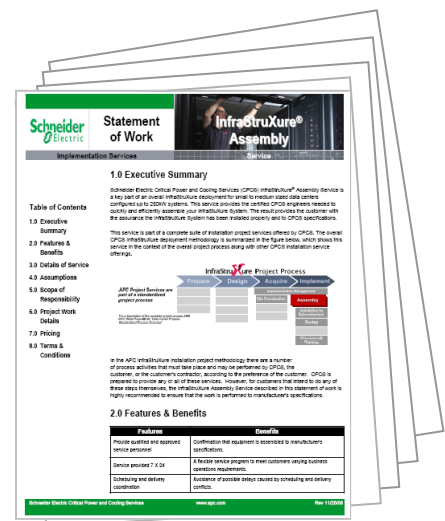 Schneider
Electric
Statement
of Work
InfraStruXure®
Assembly
Implementation Services
Service
1.0 Executive Summary
Schneider Electric Critical Power and Cooling Services (CPCS) InfraStruXure® Assembly Service is
a key part of an overall InfraStruXure deployment for small to medium sized data centers
configured up to 250kW systems. This service provides the certified CPCS engineers needed to
quickly and efficiently assemble your InfraStruXure System. The result provides the customer with
the assurance the InfraStruXure System has been installed properly and to CPCS specifications.
This service is part of a complete suite of installation project services offered by CPCS. The overall
CPCS InfraStruXure deployment methodology is summarized in the figure below, which shows this
service in the context of the overall project process along with other CPCS installation service
offerings.
Table of Contents
1.0 Executive
Summary
2.0 Features &
Benefits
3.0 Details of Service
4.0 Assumptions
5.0 Scope of
Responsibility
6.0 Project Work
Details
7.0 Pricing
8.0 Terms &
Conditions
InfraStruXure Project Process
Prepare
Design
Acquire
Implement
APC Project Services are
part of a standardized
project process
Assembly
In the APC InfraStruXure installation project methodology there are a number
of process activities that must take place and may be performed by CPCS, the
customer, or the customer's contractor, according to the preference of the customer. CPCS is
prepared to provide any or all of these services. However, for customers that intend to do any of
these steps themselves, the InfraStruXure Assembly Service described in this statement of work is
highly recommended to ensure that the work is performed to manufacturer's specifications.
2.0 Features & Benefits
Features
Benefits
Provide qualified and approved
service personnel
Confirmation that equipment is assembled to manufacturer's
specifications.
Service provided 7 X 24
A flexible service program to meet customers varying business
operations requirements.
Scheduling and delivery
coordination
Avoidance of possible delays caused by scheduling and delivery
conflicts.
Schneider Electric Critical Power and Cooling Services
www.apc.com